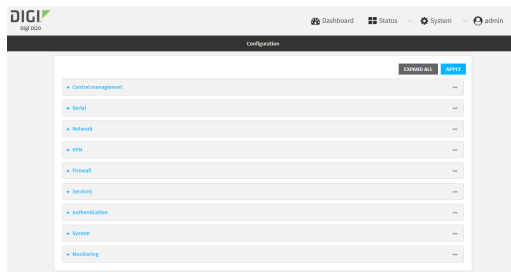 DIGI
Digi IX20
Dashboard Status System admin
Configuration
EXPAND ALL APPLY
Central management
Serial
Network
VPN
Firewall
Services
Authentication
System
Monitoring